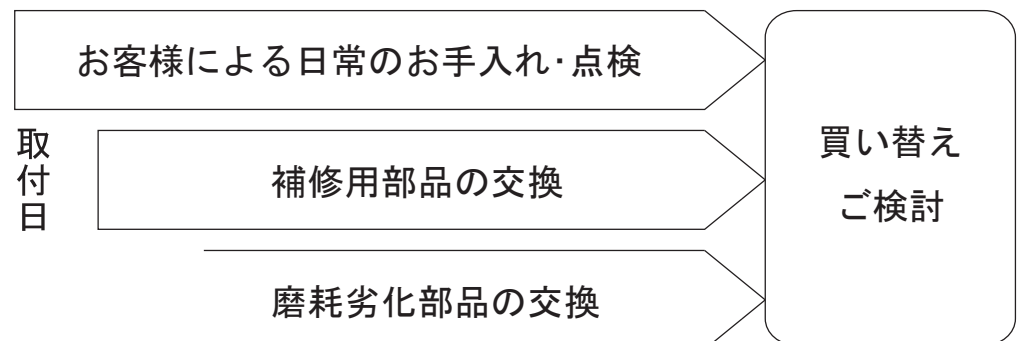 お客様による日常のお手入れ･点検
取付日
補修用部品の交換
磨耗劣化部品の交換
買い替え
ご検討